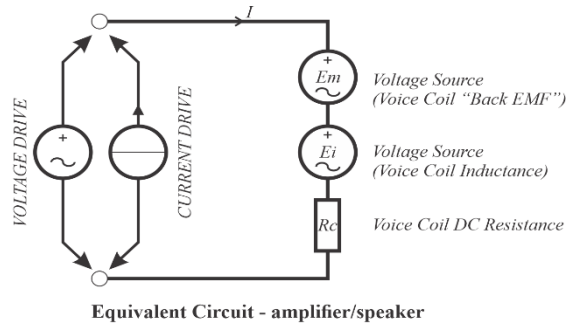 I
VOLTAGE DRIVE
+
CURRENT DRIVE
+
Em
Voltage Source
(Voice Coil “Back EMF”)
+
Ei
Voltage Source
(Voice Coil Inductance)
Rc
Voice Coil DC Resistance
Equivalent Circuit - amplifier/speaker